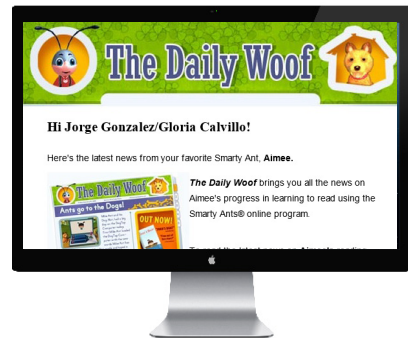 The Daily Woof
Hi Jorge Gonzalez/Gloria Calvillo!
Here's the latest news from your favorite Smarty Ant, Aimee.
The Daily Woof brings you all the news on
Aimee's progress in learning to read using the
Smarty Ants® online program.
The Daily Woof
Ants go to the Dogs!
OUT NOW!